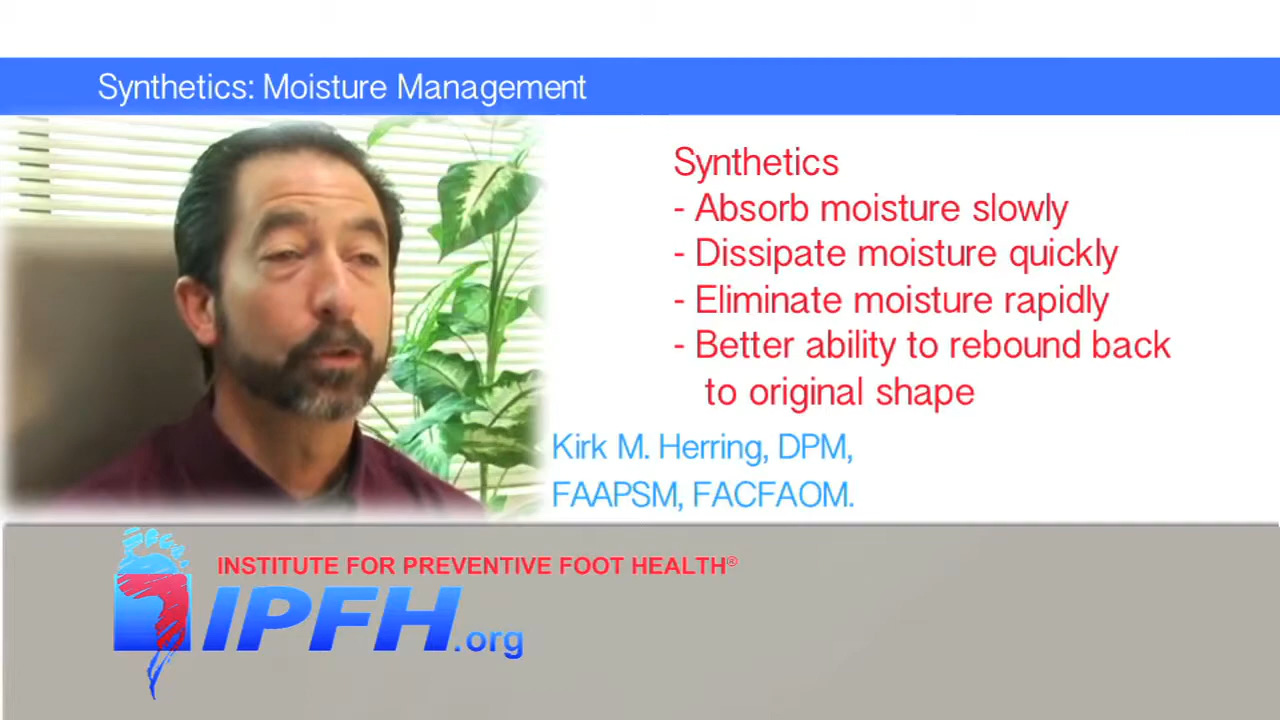 Synthetics: Moisture Management
Synthetics
- Absorb moisture slowly
- Dissipate moisture quickly
- Eliminate moisture rapidly
- Better ability to rebound back
to original shape
Kirk M. Herring, DPM,
FAAPSM, FACFAOM.
INSTITUTE FOR PREVENTIVE FOOT HEALTH®
IPFH.org